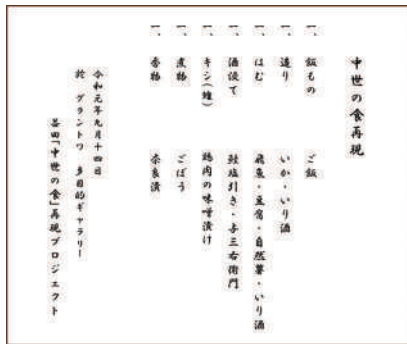 中世の食再現
一、飯もの ご飯
一、造り いか・いり酒
一、はむ 飛魚・豆腐・自然薯・いり酒
一、酒浸て 鮭塩引き・与三右衛門
一、キジ(雉) 鶏肉の味噌漬け
一、煮物 ごぼう
一、香物 奈良漬
令和元年九月十四日
於 グラントワ 多目的ギャラリー
益田「中世の食」再現プロジェクト